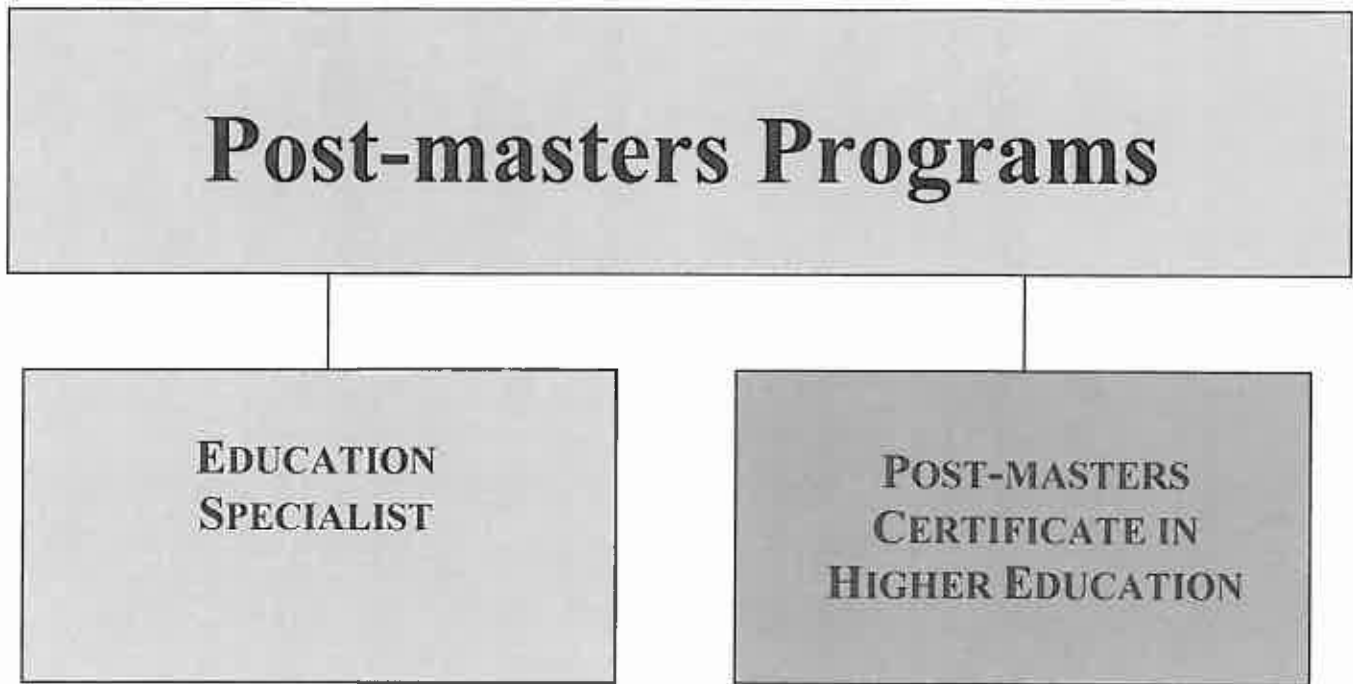 Post-masters Programs
EDUCATION
SPECIALIST
POST-MASTERS
CERTIFICATE IN
HIGHER EDUCATION